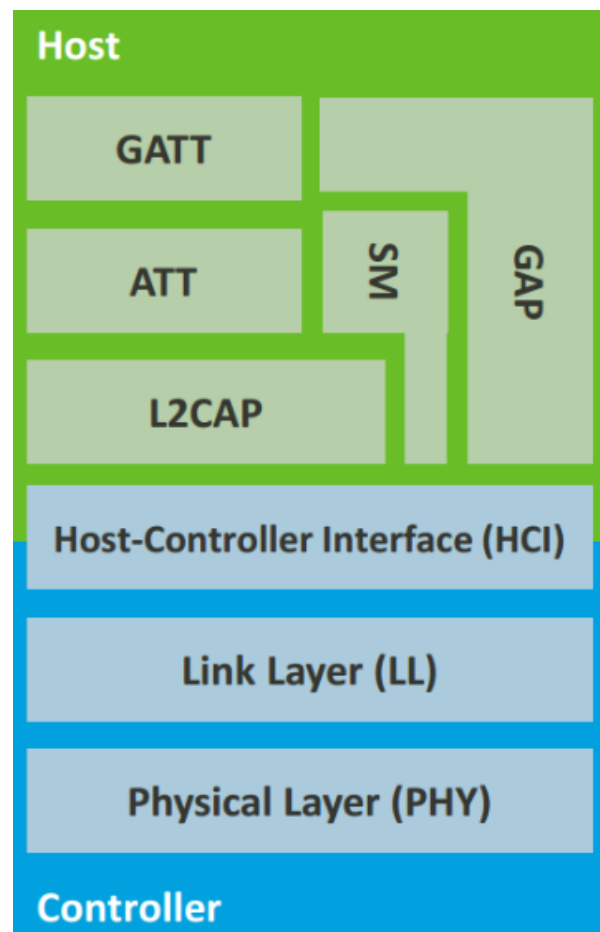 Host
GATT
ATT
SM
GAP
L2CAP
Host-Controller Interface (HCI)
Link Layer (LL)
Physical Layer (PHY)
Controller